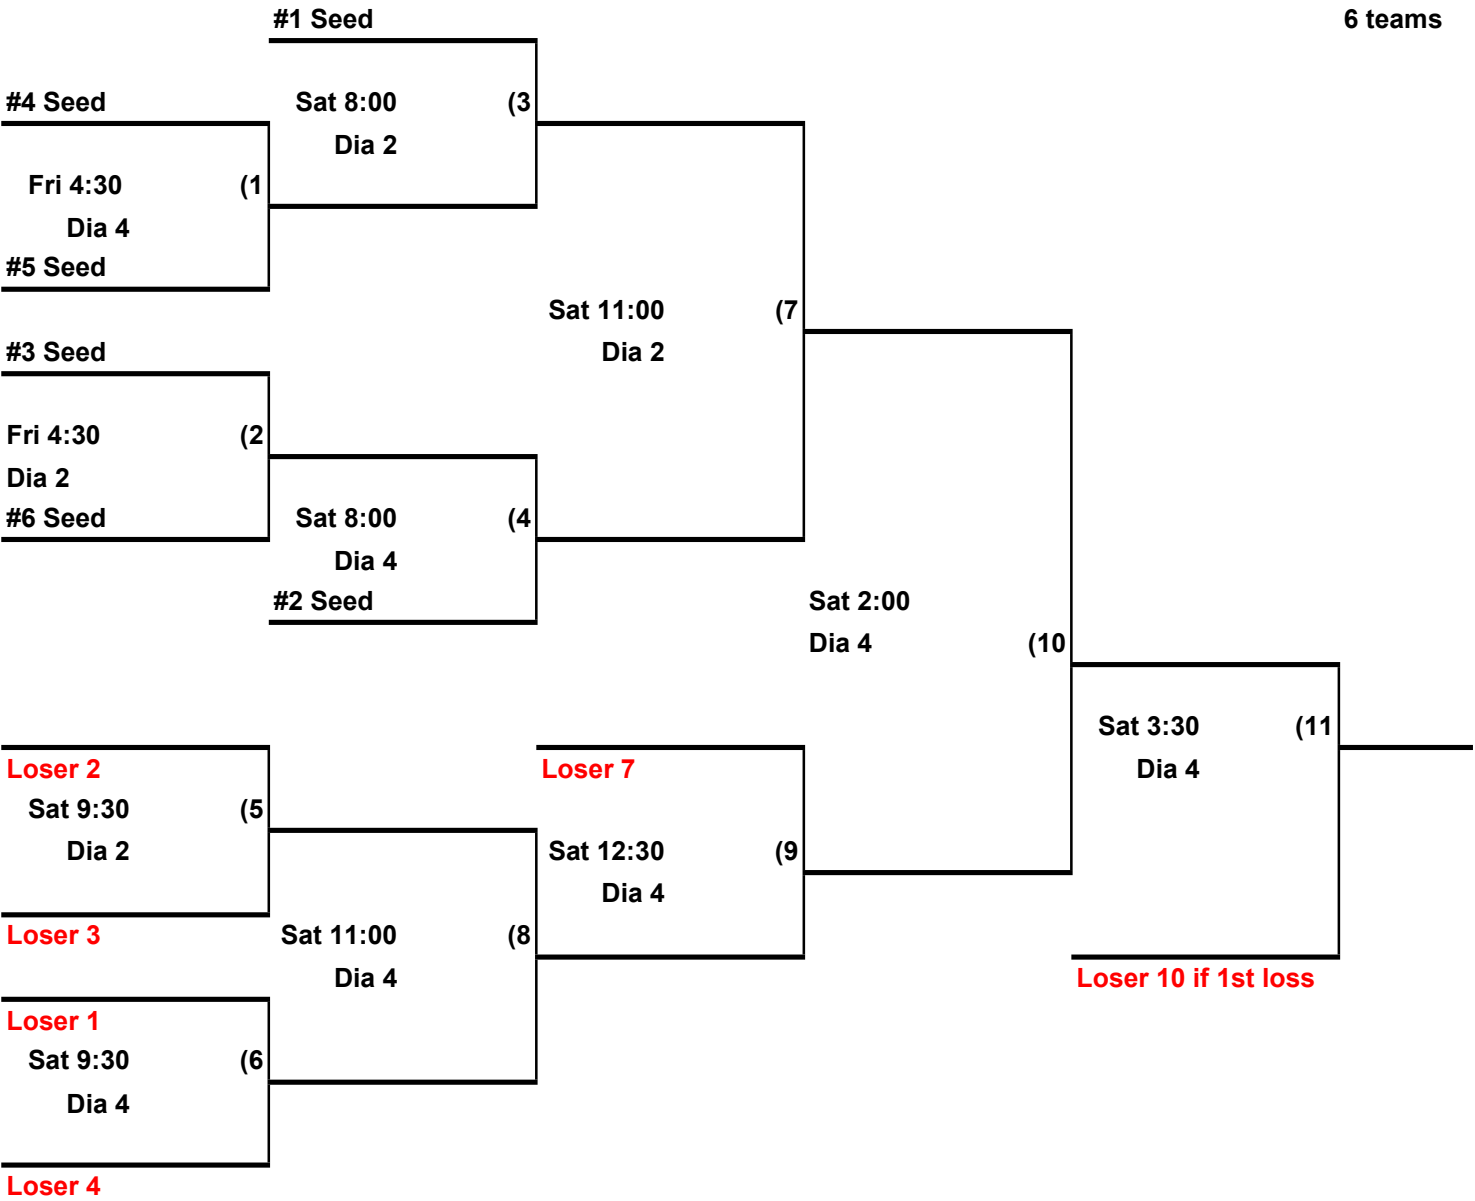 #1 Seed
6 teams
#4 Seed
Sat 8:00
(3
Dia 2
Fri 4:30
(1
Dia 4
#5 Seed
Sat 11:00
(7
Dia 2
#3 Seed
Fri 4:30
(2
Dia 2
#6 Seed
Sat 8:00
(4
Dia 4
#2 Seed
Sat 2:00
Dia 4
(10
Sat 3:30
(11
Dia 4
Loser 2
Loser 7
Sat 9:30
(5
Dia 2
Sat 12:30
(9
Dia 4
Loser 3
Sat 11:00
(8
Dia 4
Loser 10 if 1st loss
Loser 1
Sat 9:30
(6
Dia 4
Loser 4